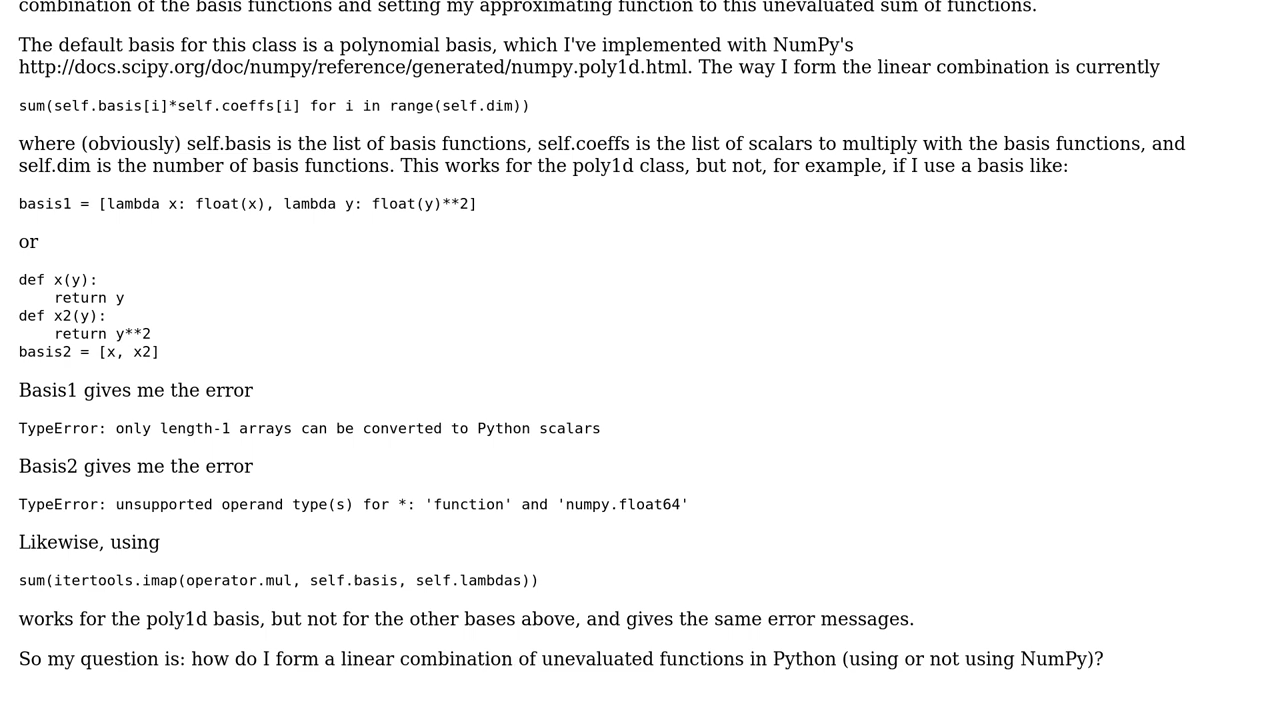 combination of the basis functions and setting my approximating function to this unevaluated sum of functions.
The default basis for this class is a polynomial basis, which I've implemented with NumPy's
http://docs.scipy.org/doc/numpy/reference/generated/numpy.poly1d.html. The way I form the linear combination is currently
sum(self.basis[i]*self.coeffs[i] for i in range(self.dim))
where (obviously) self.basis is the list of basis functions, self.coeffs is the list of scalars to multiply with the basis functions, and
self.dim is the number of basis functions. This works for the poly1d class, but not, for example, if I use a basis like:
basis1 = [lambda x: float(x), lambda y: float(y)**2]
or
def x(y):
    return y
def x2(y):
    return y**2
basis2 = [x, x2]
Basis1 gives me the error
TypeError: only length-1 arrays can be converted to Python scalars
Basis2 gives me the error
TypeError: unsupported operand type(s) for *: 'function' and 'numpy.float64'
Likewise, using
sum(itertools.imap(operator.mul, self.basis, self.lambdas))
works for the poly1d basis, but not for the other bases above, and gives the same error messages.
So my question is: how do I form a linear combination of unevaluated functions in Python (using or not using NumPy)?